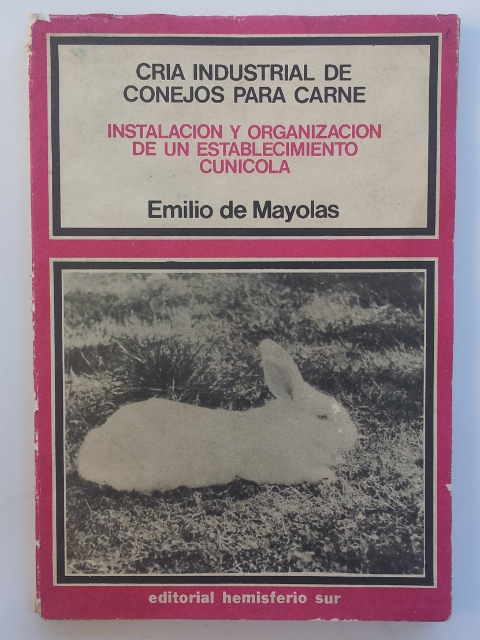 CRIA INDUSTRIAL DE
CONEJOS PARA CARNE
INSTALACION Y ORGANIZACION
DE UN ESTABLECIMIENTO
CUNICOLA
Emilio de Mayolas
editorial hemisferio sur